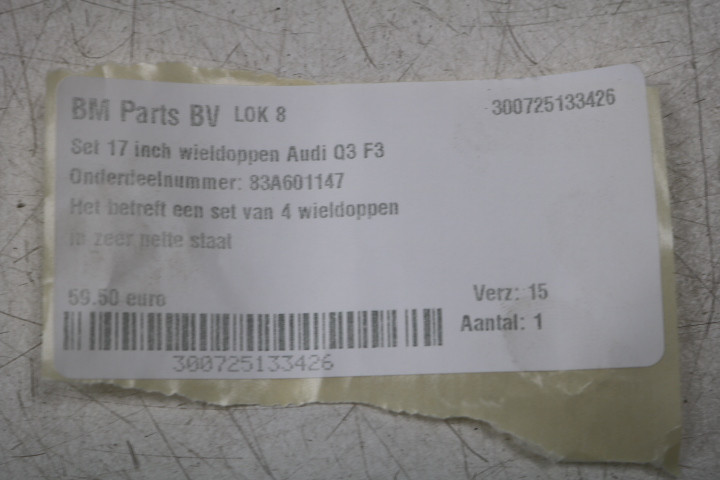 BM Parts BV LOK 8 300725133426
Set 17 inch wieldoppen Audi Q3 F3
Onderdeelnummer: 83A601147
Het betreft een set van 4 wieldoppen
in zeer nette staat
59.50 euro
Verz: 15
Aantal: 1
300725133426